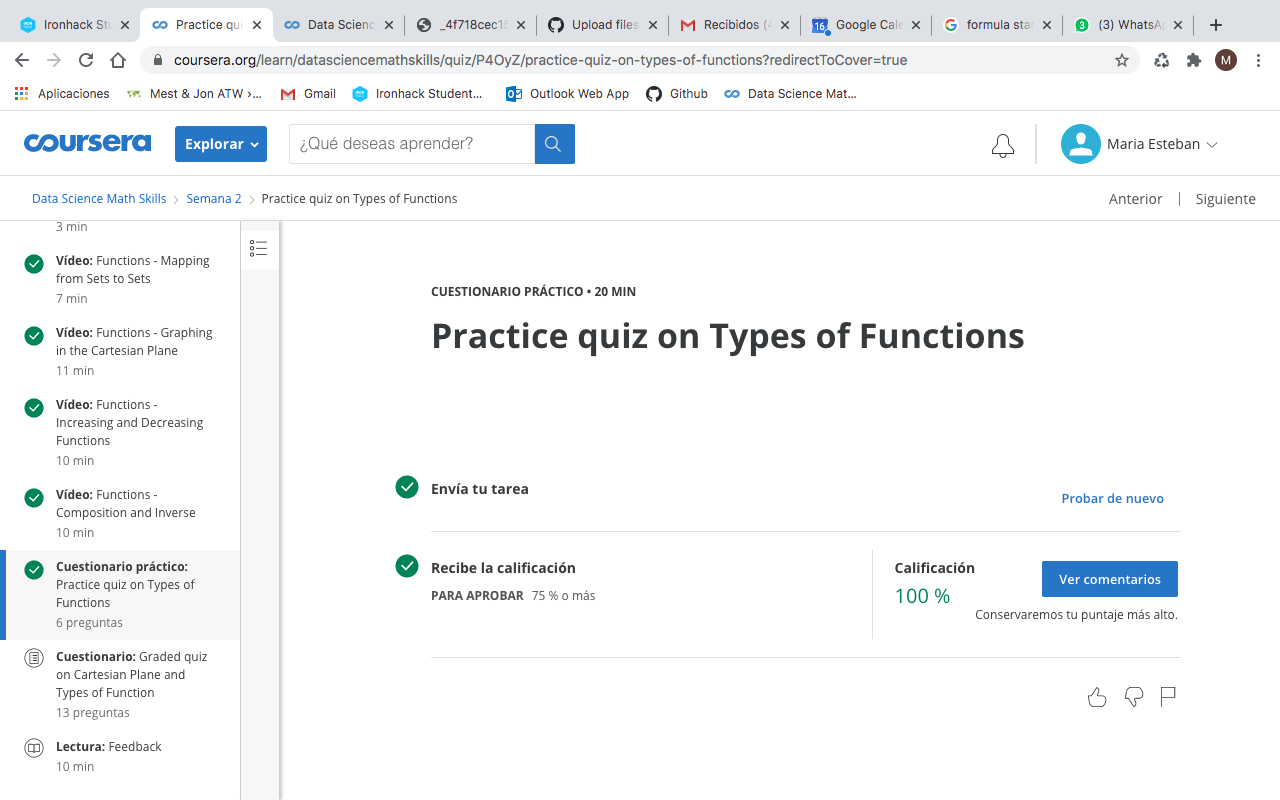 Ironhack Stu
Practice qui
Data Scienc
_4f718cec1
Upload files
Recibidos (4
16
Google Cale
formula star
3
(3) WhatsA
coursera.org/learn/datasciencemathskills/quiz/P4OyZ/practice-quiz-on-types-of-functions?redirectToCover=true
M
Aplicaciones
Mest & Jon ATW ›...
Gmail
Ironhack Student...
Outlook Web App
Github
Data Science Mat...
coursera
Explorar
¿Qué deseas aprender?
Maria Esteban
Data Science Math Skills
Semana 2
Practice quiz on Types of Functions
Anterior
Siguiente
3 min
Vídeo: Functions - Mapping
from Sets to Sets
7 min
Vídeo: Functions - Graphing
in the Cartesian Plane
11 min
Vídeo: Functions -
Increasing and Decreasing
Functions
10 min
Vídeo: Functions -
Composition and Inverse
10 min
Cuestionario práctico:
Practice quiz on Types of
Functions
6 preguntas
Cuestionario: Graded quiz
on Cartesian Plane and
Types of Function
13 preguntas
Lectura: Feedback
10 min
CUESTIONARIO PRÁCTICO • 20 MIN
Practice quiz on Types of Functions
Envía tu tarea
Probar de nuevo
Recibe la calificación
PARA APROBAR 75 % o más
Calificación
100 %
Ver comentarios
Conservaremos tu puntaje más alto.